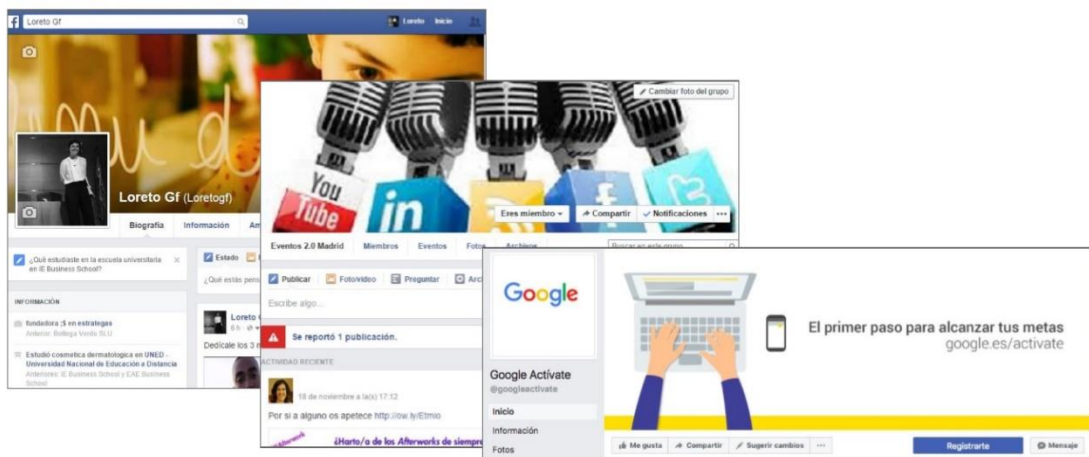 Loreto Gf
Loreto Inicio
Loreto Gf (Loretogf)
Biografía Información
¿Qué estudiaste en la escuela universitaria
en IE Business School?
Estado
¿Qué estás
INFORMACIÓN
fundadora ;$ en estrategas
Anterior: Bottega Verde SLU
Estudió cosmetica dermatologica en UNED -
Universidad Nacional de Educación a Distancia
Anteriores: IE Business School y EAE Business
School
Loreto
6 h
Dedícale los 3
Cambiar foto del grupo
You
Tube
in
f
Eres miembro Compartir Notificaciones
Eventos 2.0 Madrid Miembros Eventos Fotos Archivos
Buscar en este grupo
Publicar Foto/vídeo Preguntar
Escribe algo...
Se reportó 1 publicación.
ACTIVIDAD RECIENTE
18 de noviembre a la(s) 17:12
Por si a alguno os apetece http://ow.ly/Etmio
¿Harto/a de los Afterworks de siempre
Google
Google Actívate
@googleactivate
Inicio
Información
Fotos
El primer paso para alcanzar tus metas
google.es/activate
Me gusta Compartir Sugerir cambios ... Registrarte Mensaje